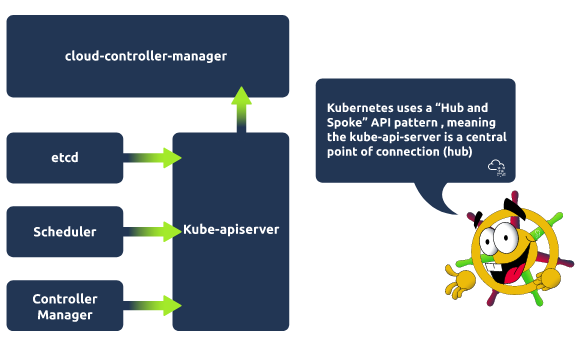 cloud-controller-manager
etcd
Scheduler
Controller
Manager
Kube-apiserver
Kubernetes uses a “Hub and
Spoke” API pattern , meaning
the kube-api-server is a central
point of connection (hub)